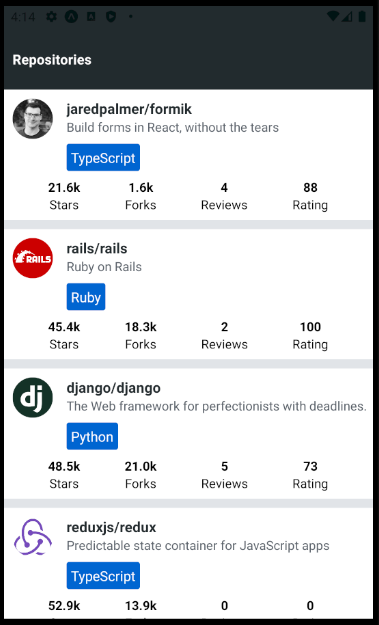 4:14
Repositories
jaredpalmer/formik
Build forms in React, without the tears
TypeScript
21.6k 1.6k 4 88
Stars Forks Reviews Rating
RAILS
rails/rails
Ruby on Rails
Ruby
45.4k 18.3k 2 100
Stars Forks Reviews Rating
dj
django/django
The Web framework for perfectionists with deadlines.
Python
48.5k 21.0k 5 73
Stars Forks Reviews Rating
reduxjs/redux
Predictable state container for JavaScript apps
TypeScript
52.9k 13.9k 0 0